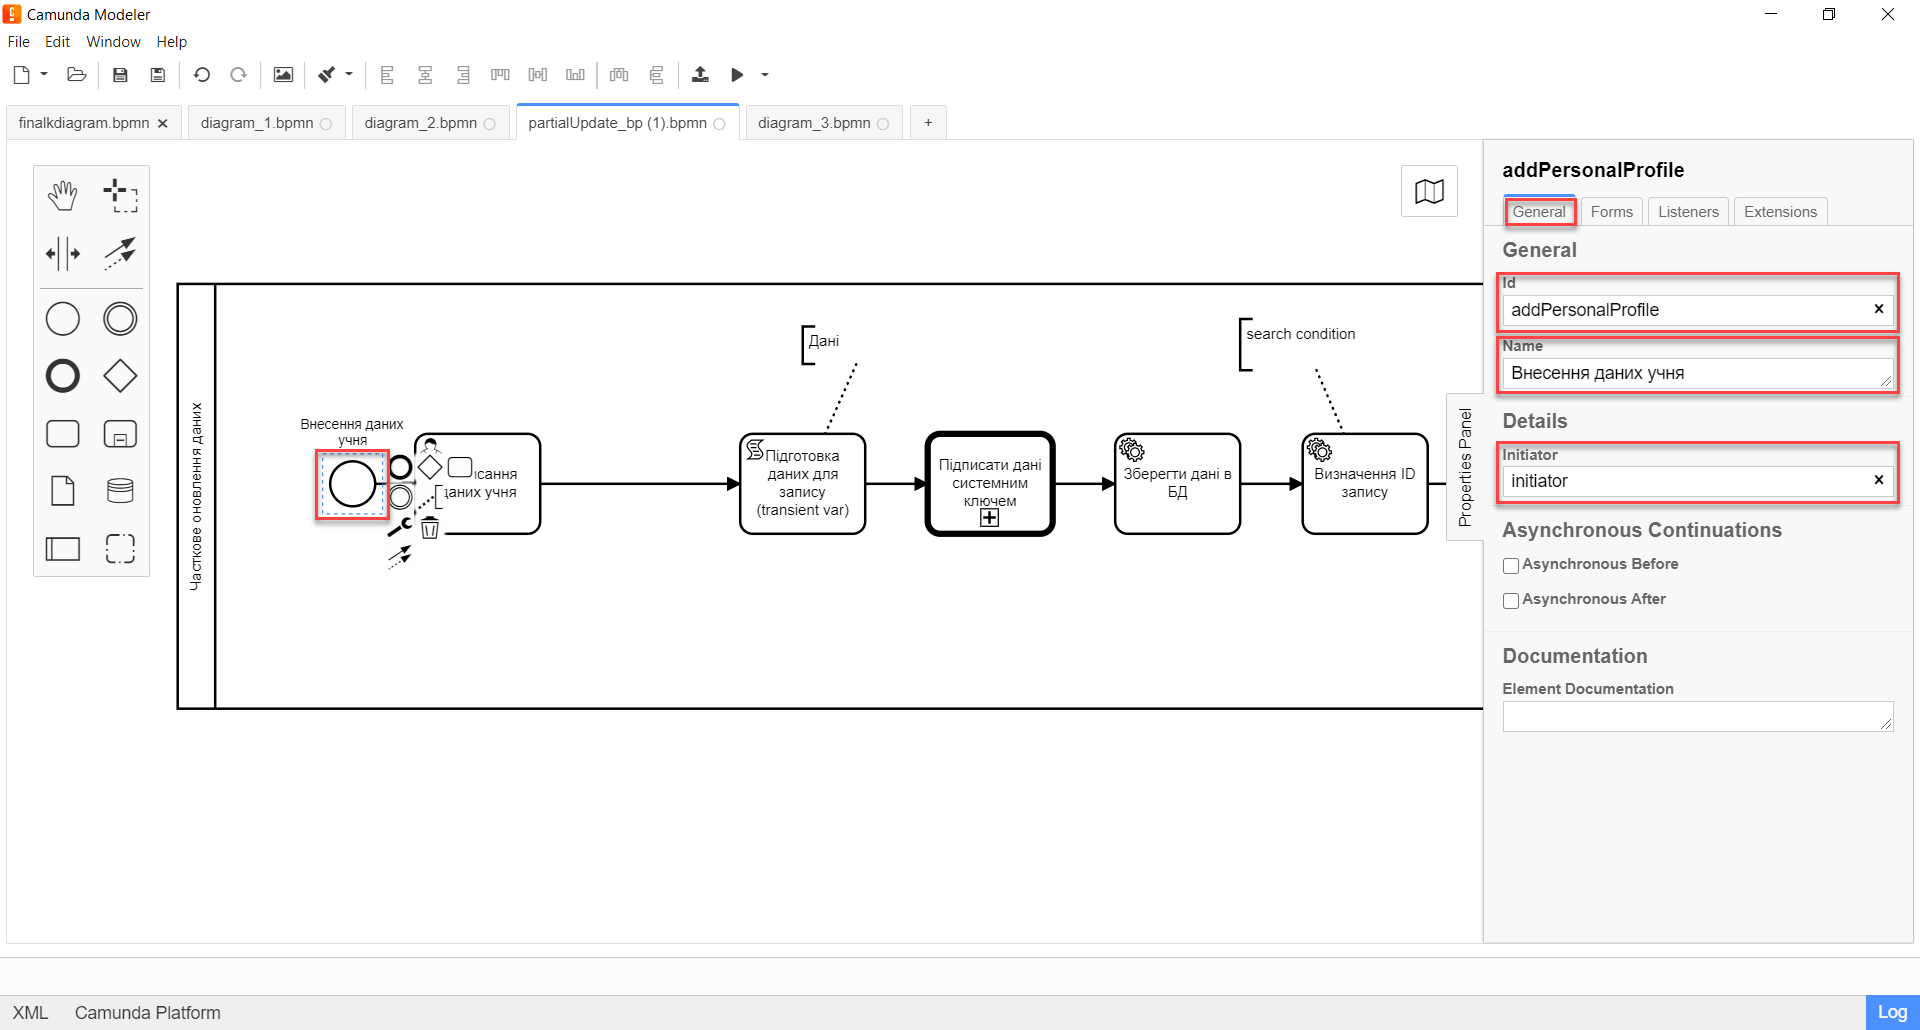 Camunda Modeler
File Edit Window Help
finalkdiagram.bpmn
diagram_1.bpmn
diagram_2.bpmn
partialUpdate_bp (1).bpmn
diagram_3.bpmn
+
Часткове оновлення даних
Внесення даних
учня
ісання
даних учня
Дані
Підготовка
даних для
запису
(transient var)
Підписати дані
системним
ключем
Зберегти дані в
БД
search condition
Визначення ID
запису
Properties Panel
addPersonalProfile
General Forms Listeners Extensions
General
Id
addPersonalProfile
Name
Внесення даних учня
Details
Initiator
initiator
Asynchronous Continuations
Asynchronous Before
Asynchronous After
Documentation
Element Documentation
XML Camunda Platform
Log